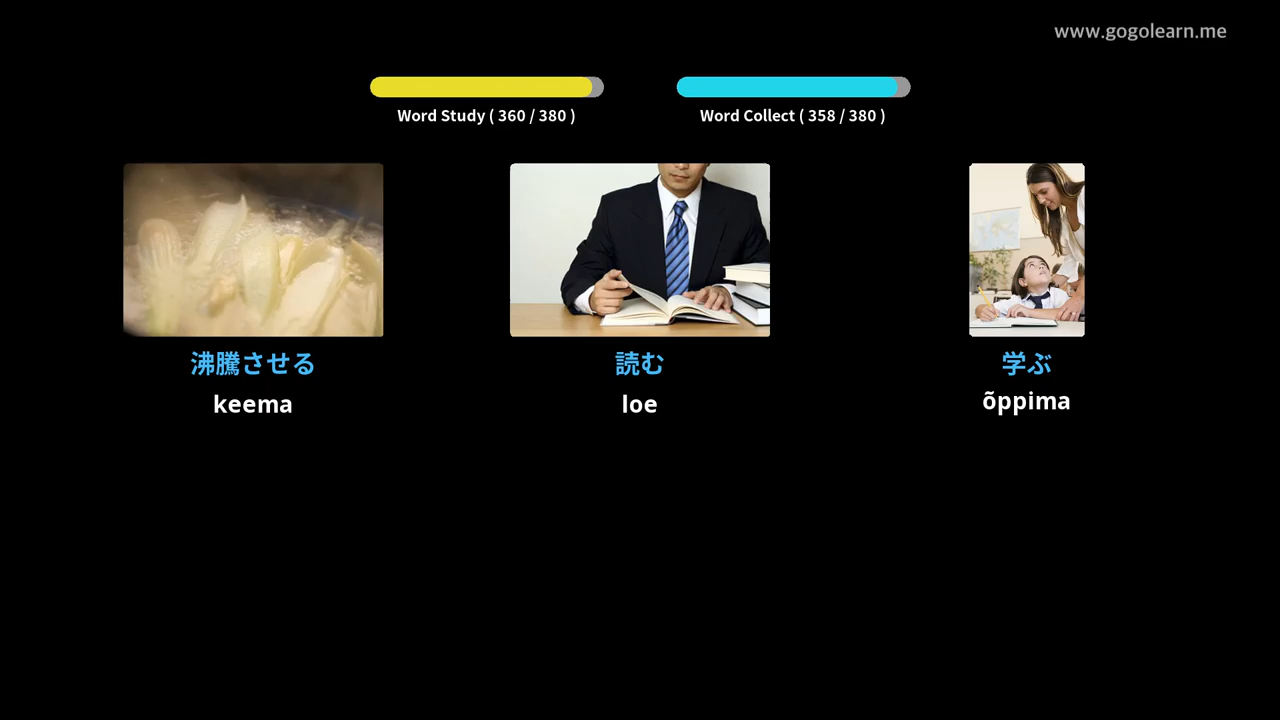 www.gogolearn.me
Word Study ( 360 / 380 )
Word Collect ( 358 / 380 )
沸騰させる
keema
読む
loe
学ぶ
õppima